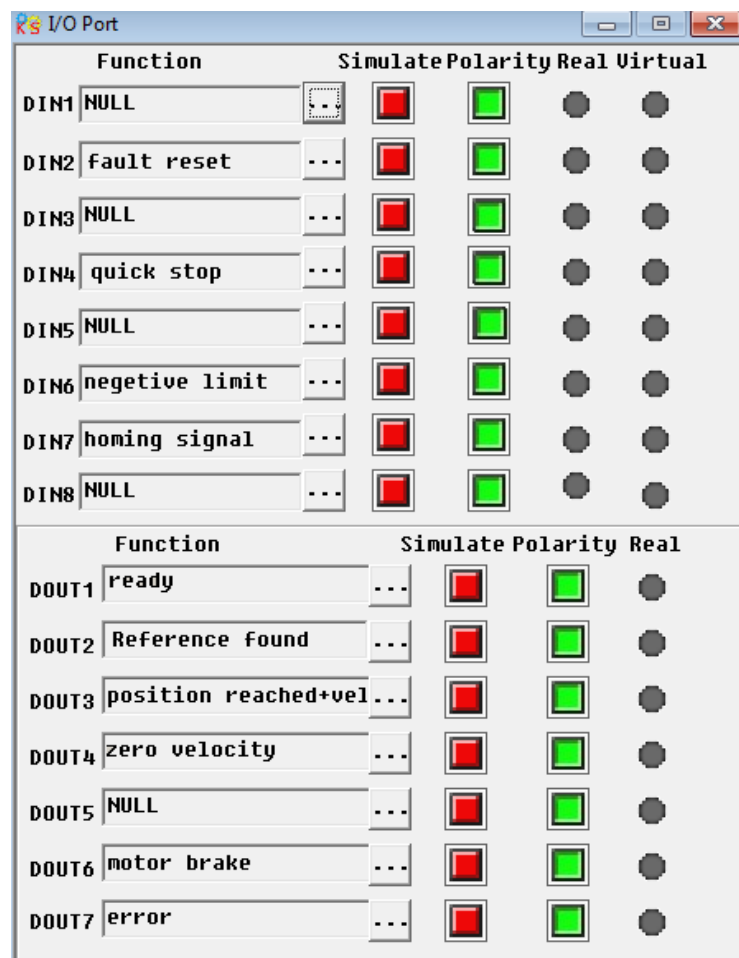 I/O Port
Function Simulate Polarity Real Virtual
DIN1 NULL ...
DIN2 fault reset ...
DIN3 NULL ...
DIN4 quick stop ...
DIN5 NULL ...
DIN6 negetive limit ...
DIN7 homing signal ...
DIN8 NULL ...
Function Simulate Polarity Real
DOUT1 ready ...
DOUT2 Reference found ...
DOUT3 position reached+vel ...
DOUT4 zero velocity ...
DOUT5 NULL ...
DOUT6 motor brake ...
DOUT7 error ...